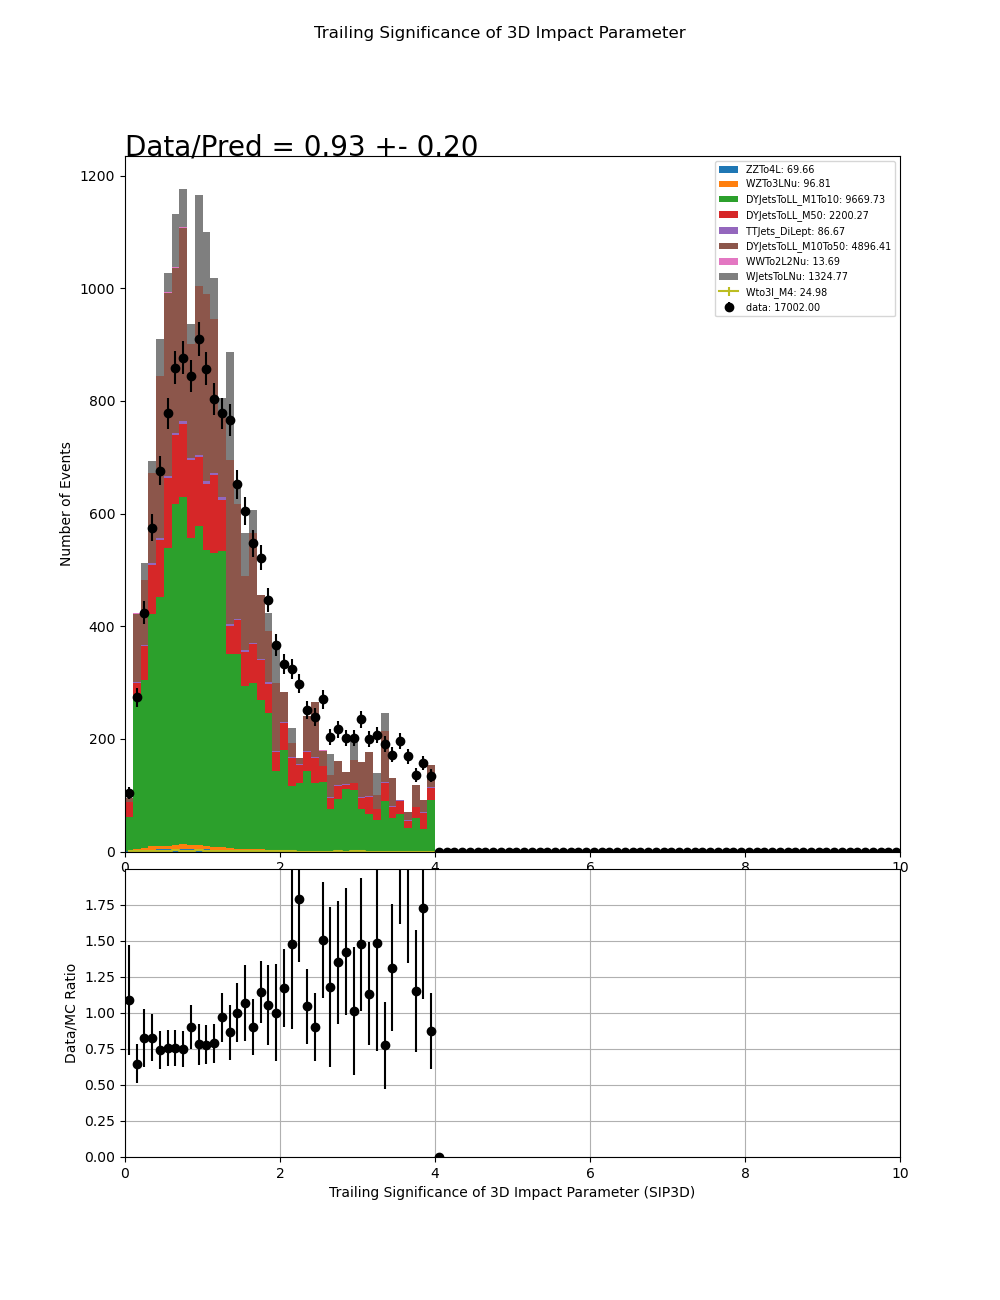 Trailing Significance of 3D Impact Parameter
Data/Pred = 0.93 +- 0.20
ZZTo4L: 69.66
WZTo3LNu: 96.81
DYJetsToLL_M1To10: 9669.73
DYJetsToLL_M50: 2200.27
TTJets_DiLept: 86.67
DYJetsToLL_M10To50: 4896.41
WWTo2L2Nu: 13.69
WJetsToLNu: 1324.77
Wto3l_M4: 24.98
data: 17002.00
Number of Events
1200
1000
800
600
400
200
0
0 2 4 6 8 10
Data/MC Ratio
1.75
1.50
1.25
1.00
0.75
0.50
0.25
0.00
0 2 4 6 8 10
Trailing Significance of 3D Impact Parameter (SIP3D)